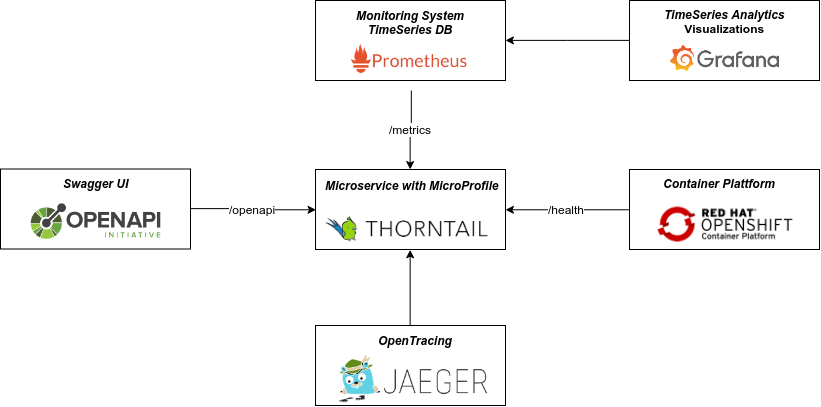 Monitoring System
TimeSeries DB
Prometheus
TimeSeries Analytics
Visualizations
Grafana
/metrics
Swagger UI
OPENAPI
INITIATIVE
/openapi
Microservice with MicroProfile
THORNTAIL
/health
Container Plattform
RED HAT
OPENSHIFT
Container Platform
OpenTracing
JAEGER